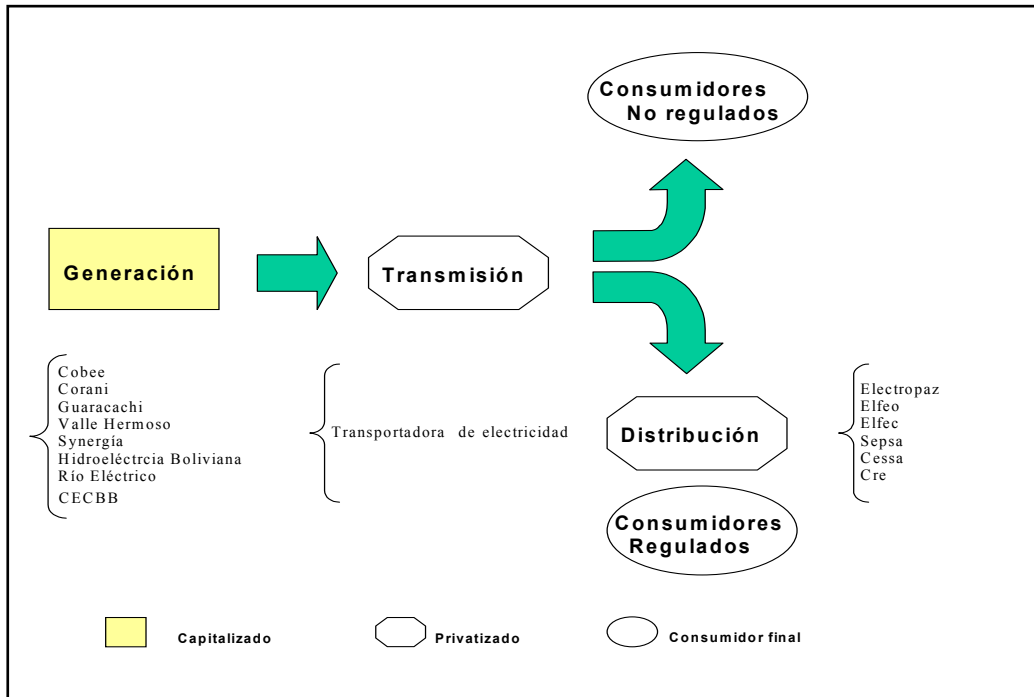 Consumidores
No regulados
Generación
Transmisión
Cobee
Corani
Guaracachi
Valle Hermoso
Synergía
Hidroeléctrcia Boliviana
Río Eléctrico
CECBB
Transportadora de electricidad
Distribución
Electropaz
Elfeo
Elfec
Sepsa
Cessa
Cre
Consumidores
Regulados
Capitalizado
Privatizado
Consumidor final